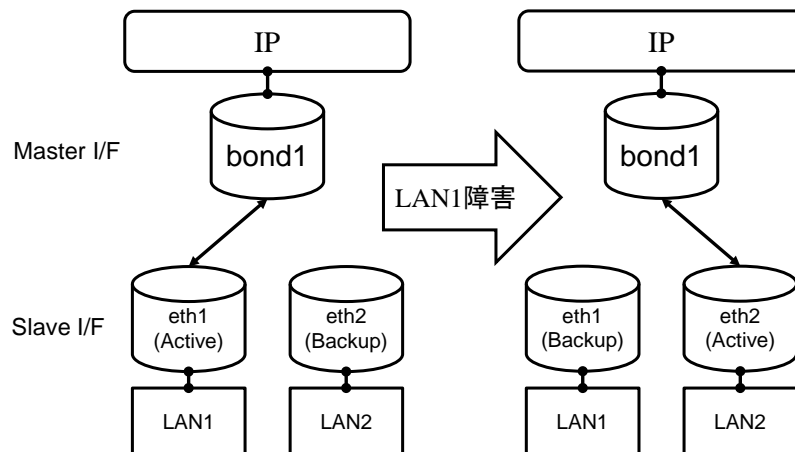 IP
IP
Master I/F
bond1
bond1
LAN1障害
Slave I/F
eth1
(Active)
eth2
(Backup)
eth1
(Backup)
eth2
(Active)
LAN1
LAN2
LAN1
LAN2